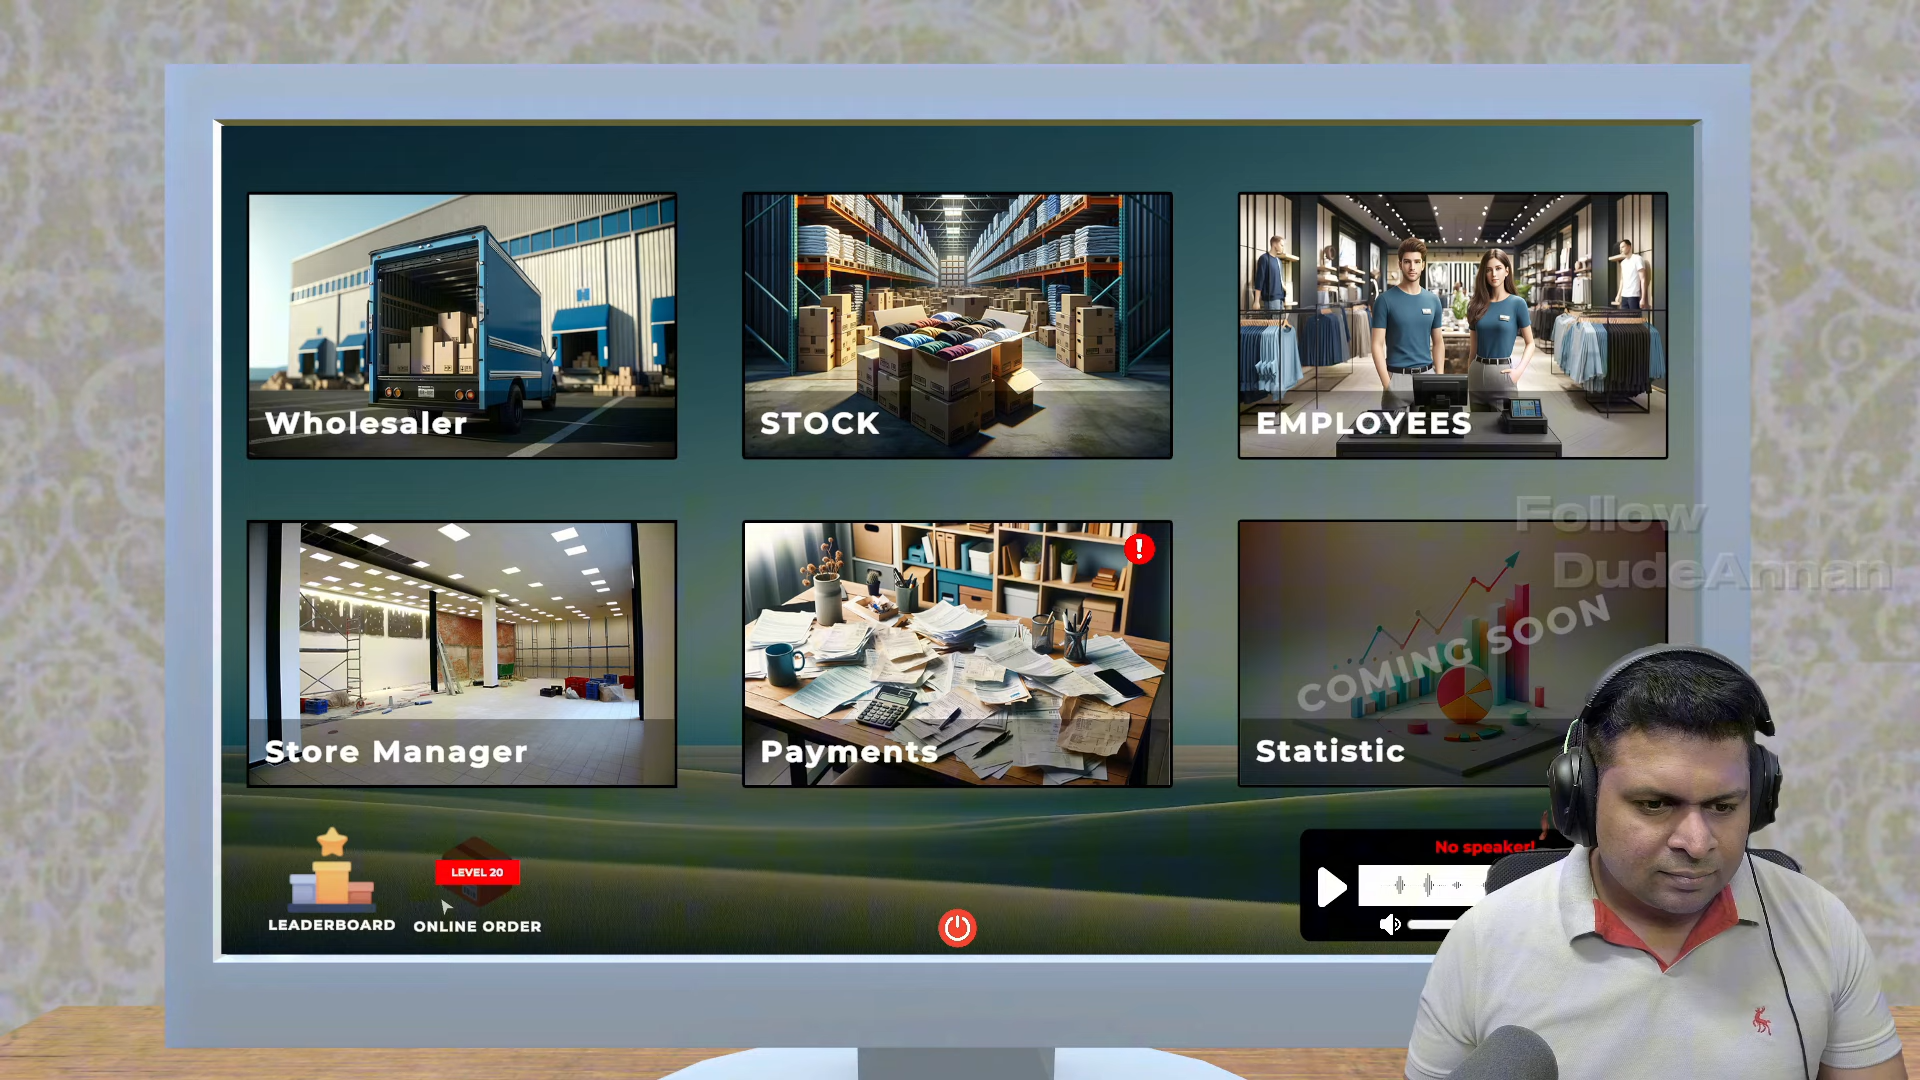 Wholesaler
STOCK
EMPLOYEES
Follow
DudeAnnan
COMING SOON
Store Manager
Payments
Statistic
LEVEL 20
LEADERBOARD
ONLINE ORDER
No speaker!